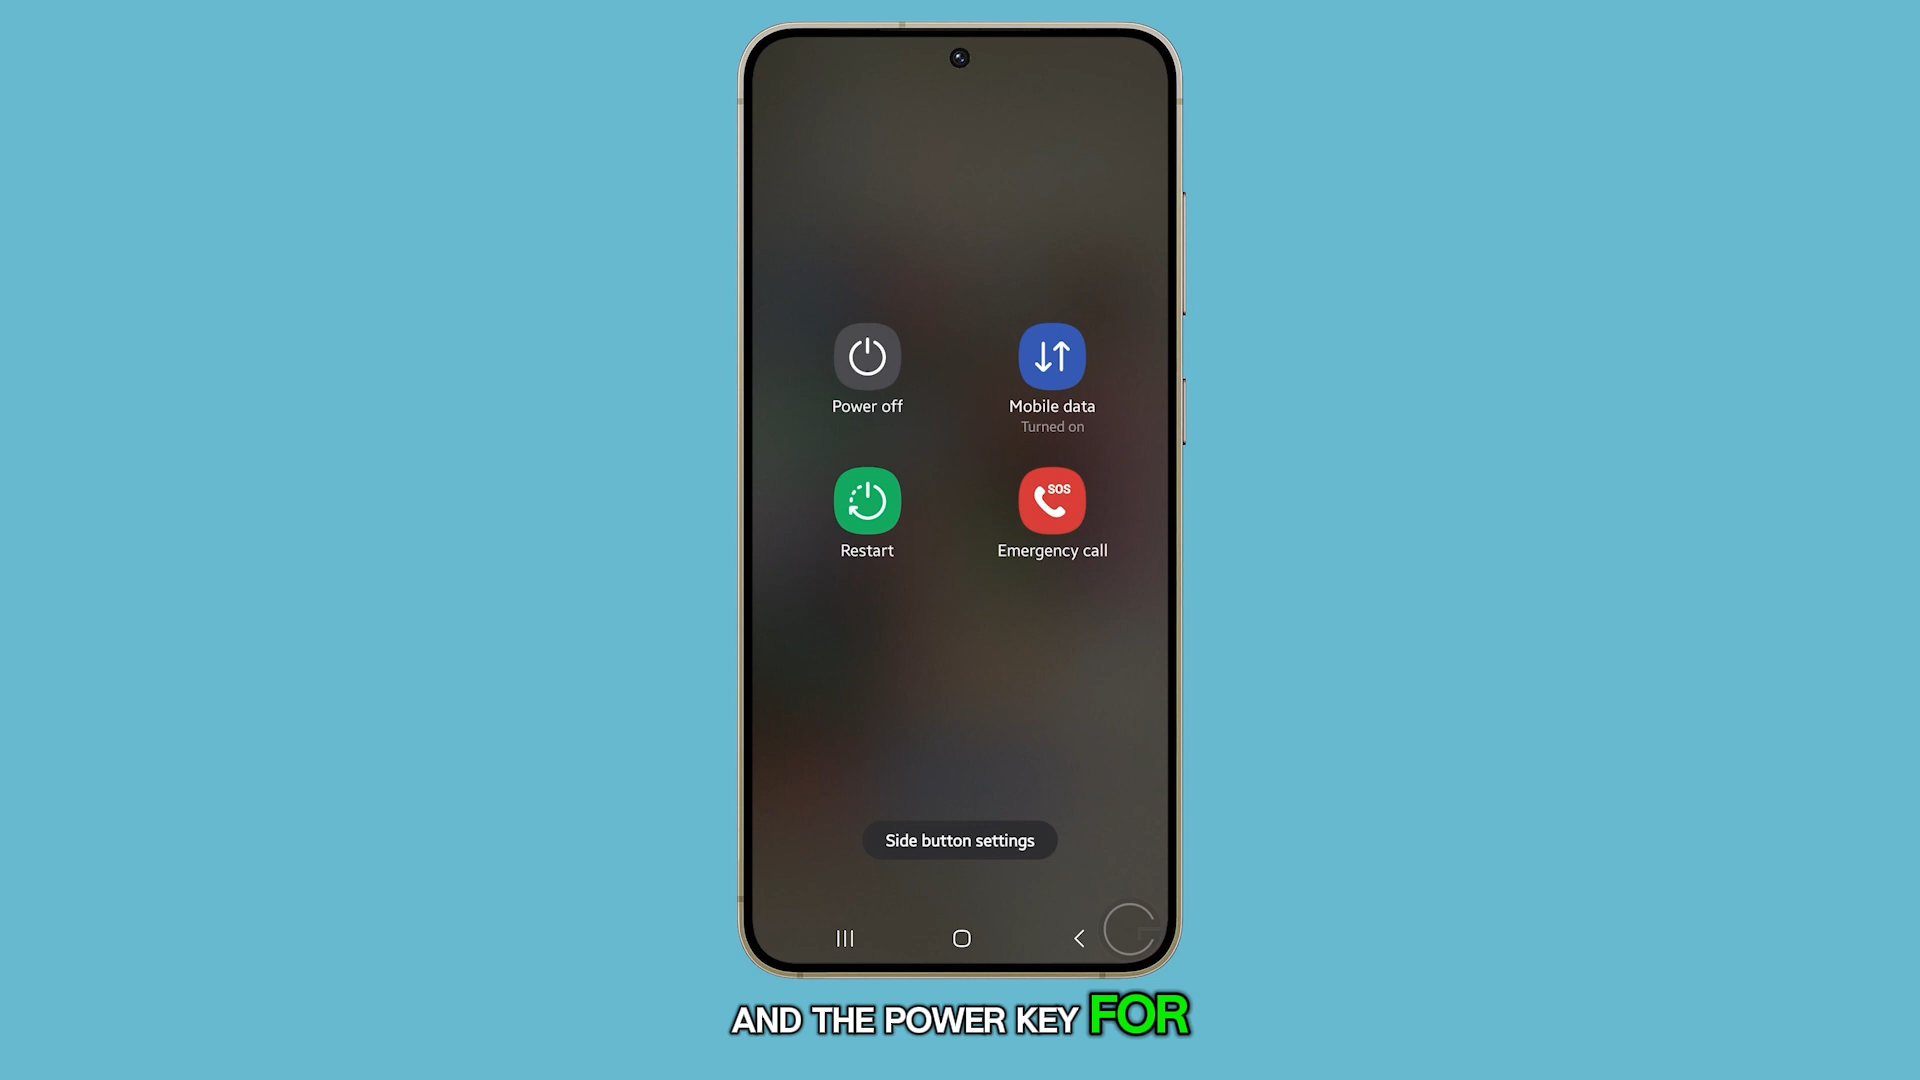 Power off
Mobile data
Turned on
SOS
Restart
Emergency call
Side button settings
AND THE POWER KEY FOR